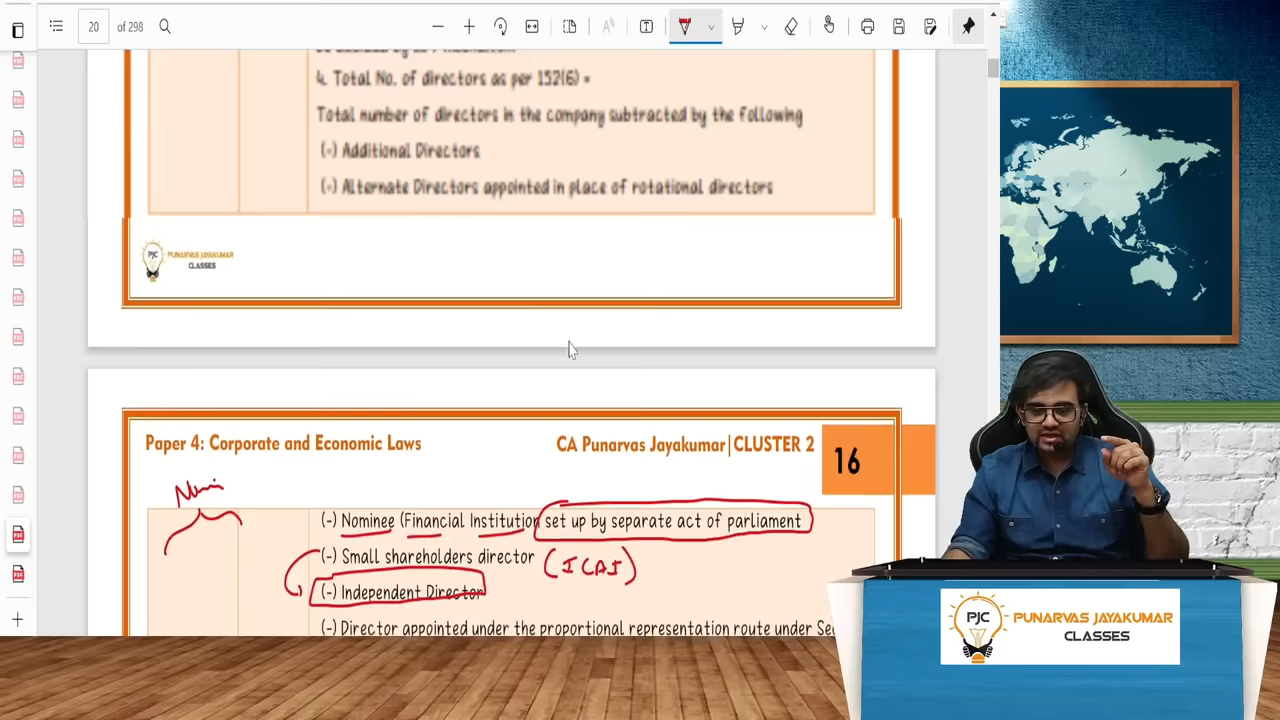 20 of 298
4. Total No. of directors as per 152(6) =
Total number of directors in the company subtracted by the following
(-) Additional Directors
(-) Alternate Directors appointed in place of rotational directors
PJC PUNARVAS JAYAKUMAR
CLASSES
Paper 4: Corporate and Economic Laws
CA Punarvas Jayakumar|CLUSTER 2
16
(-) Nominee (Financial Institution set up by separate act of parliament
(-) Small shareholders director (ICAI)
(-) Independent Director
(-) Director appointed under the proportional representation route under
PJC PUNARVAS JAYAKUMAR
CLASSES